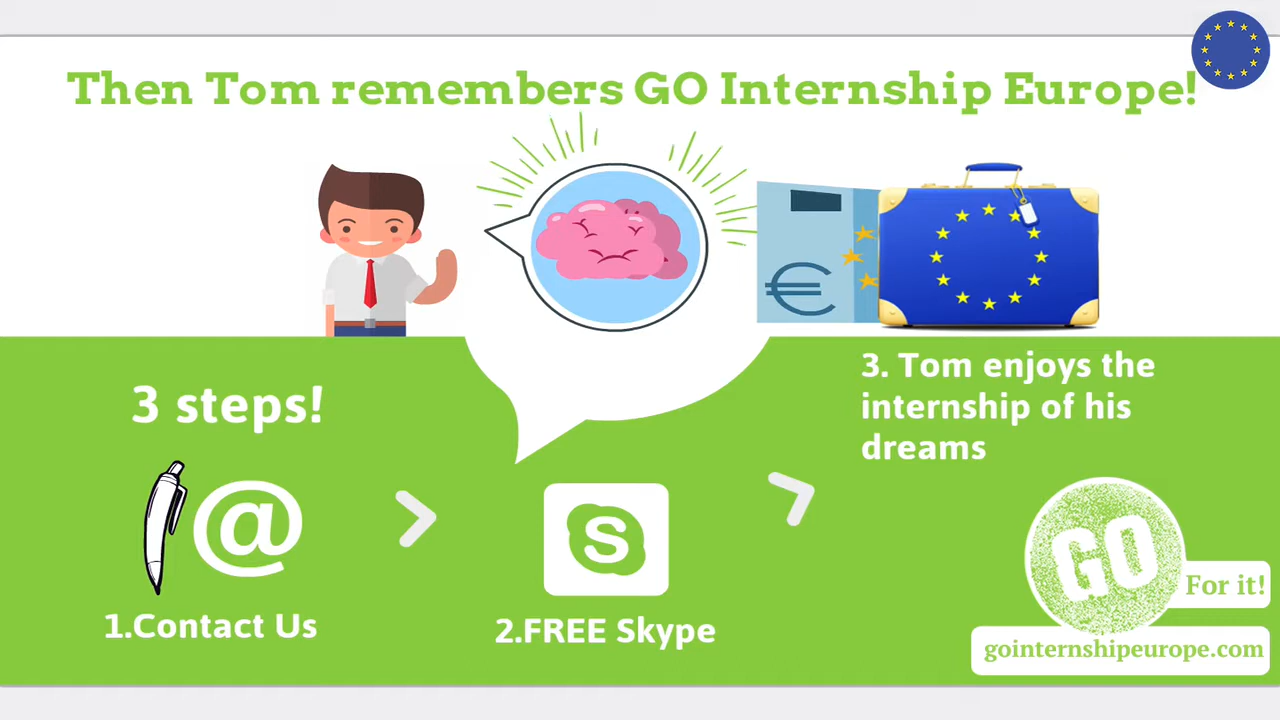 Then Tom remembers GO Internship Europe!
3 steps!
@
1.Contact Us
S
2.FREE Skype
3. Tom enjoys the
internship of his
dreams
GO
For it!
gointernshipeurope.com